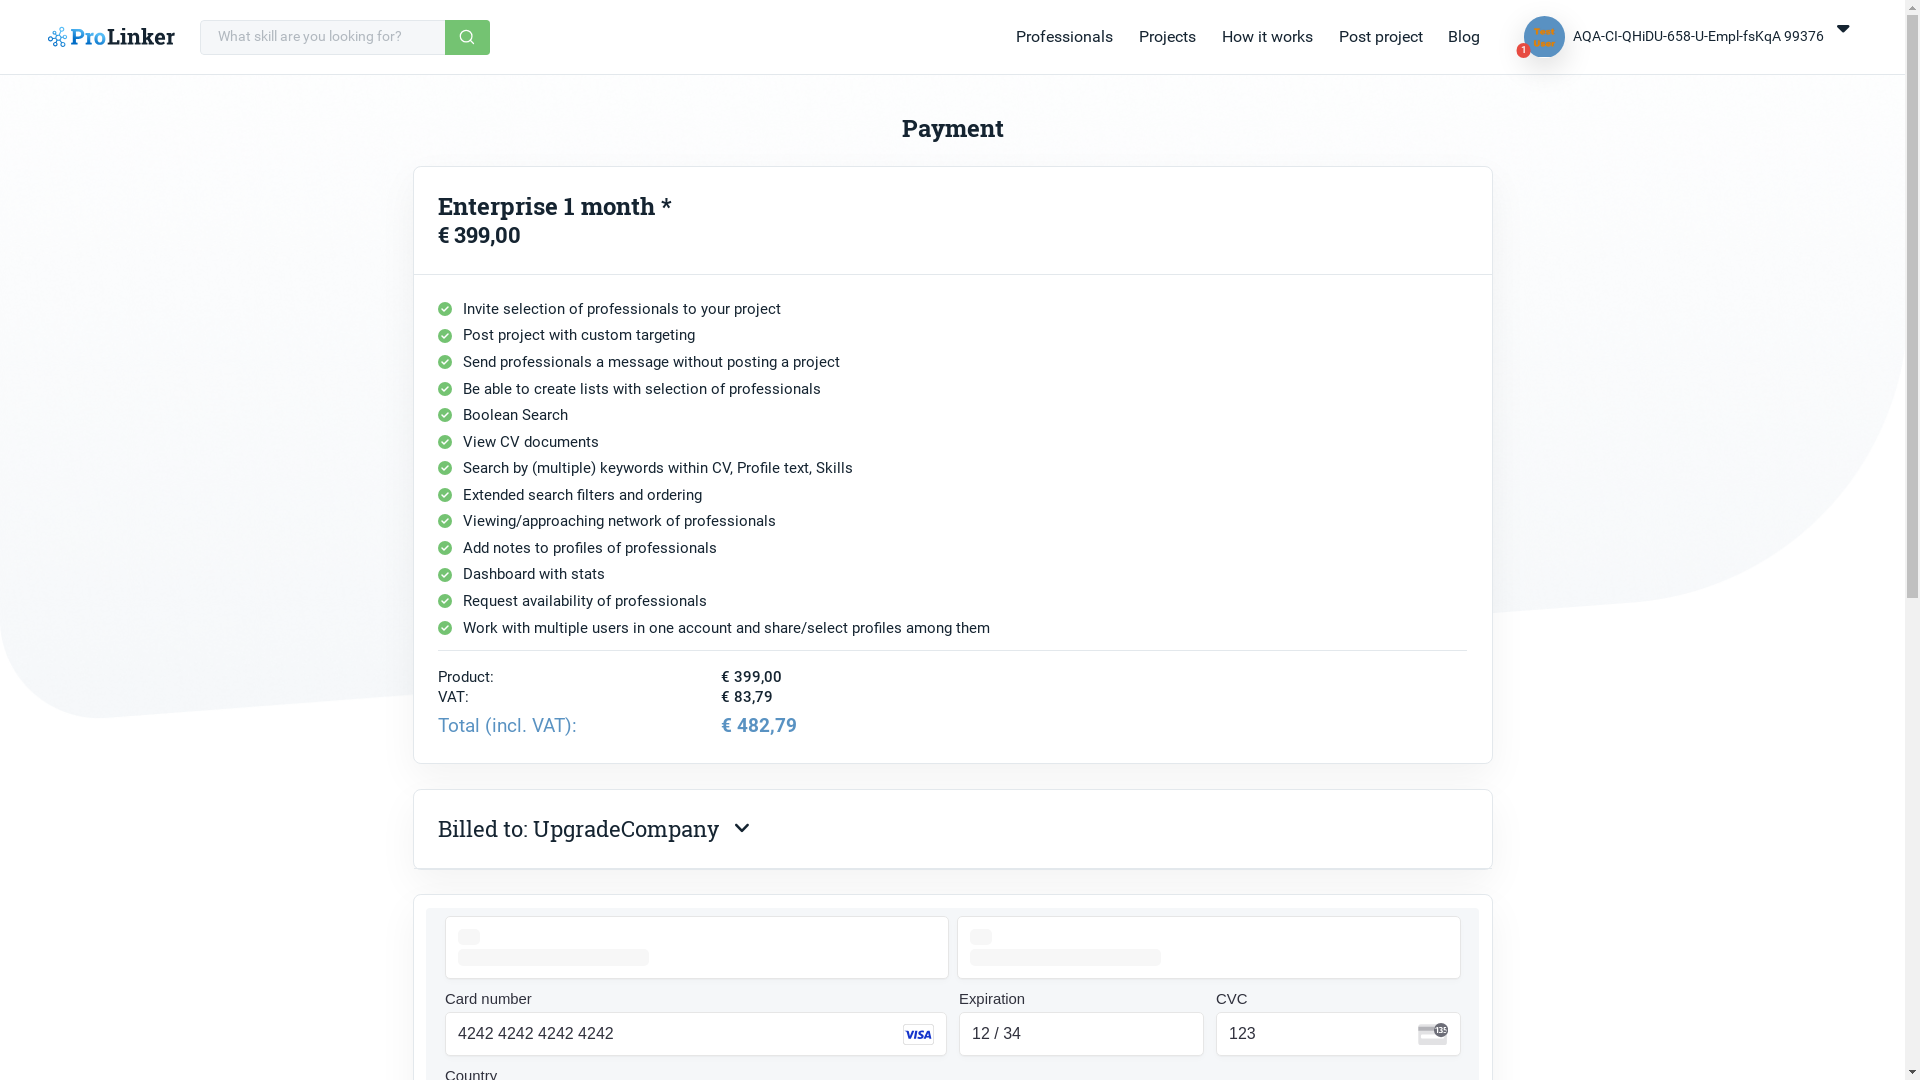 ProLinker
What skill are you looking for?
Professionals
Projects
How it works
Post project
Blog
Test
User
1
AQA-CI-QHiDU-658-U-Empl-fsKqA 99376
Payment
Enterprise 1 month *
€ 399,00
Invite selection of professionals to your project
Post project with custom targeting
Send professionals a message without posting a project
Be able to create lists with selection of professionals
Boolean Search
View CV documents
Search by (multiple) keywords within CV, Profile text, Skills
Extended search filters and ordering
Viewing/approaching network of professionals
Add notes to profiles of professionals
Dashboard with stats
Request availability of professionals
Work with multiple users in one account and share/select profiles among them
Product: € 399,00
VAT: € 83,79
Total (incl. VAT): € 482,79
Billed to: UpgradeCompany
Card number
Expiration
CVC
4242 4242 4242 4242 VISA
12 / 34
123 135
Country